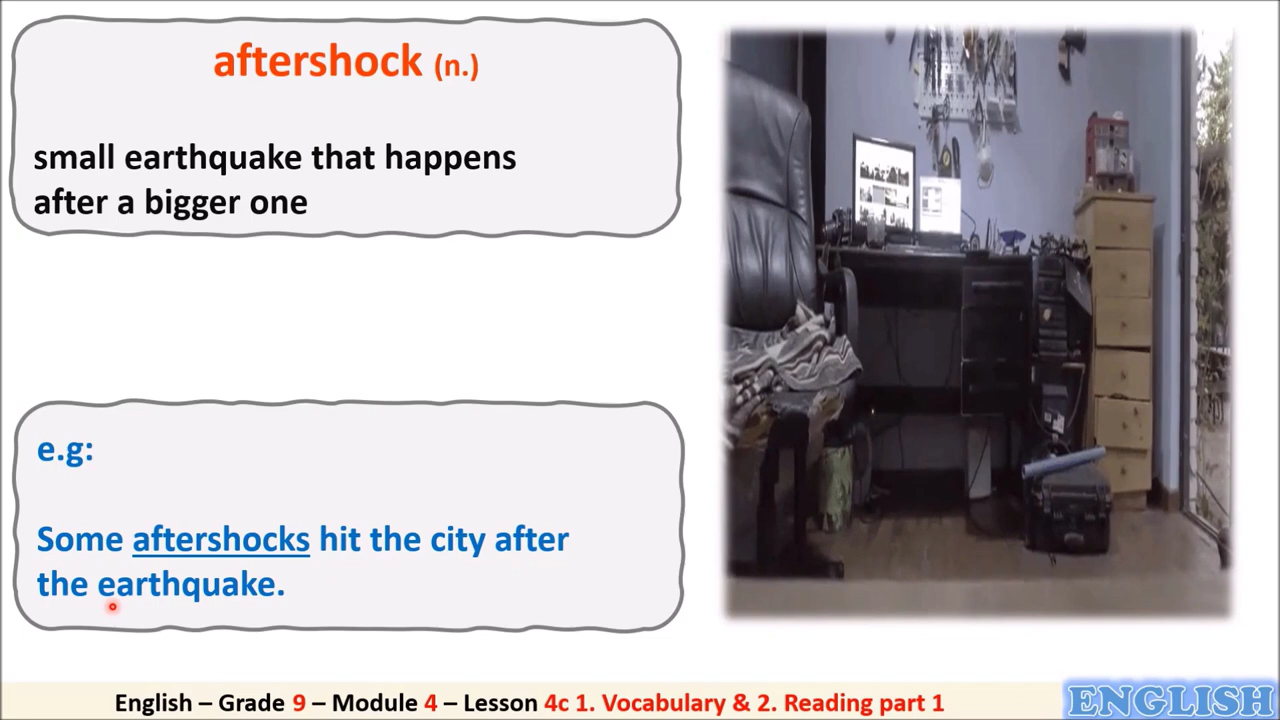 aftershock (n.)
small earthquake that happens
after a bigger one
e.g:
Some aftershocks hit the city after
the earthquake.
English – Grade 9 – Module 4 – Lesson 4c 1. Vocabulary & 2. Reading part 1
ENGLISH